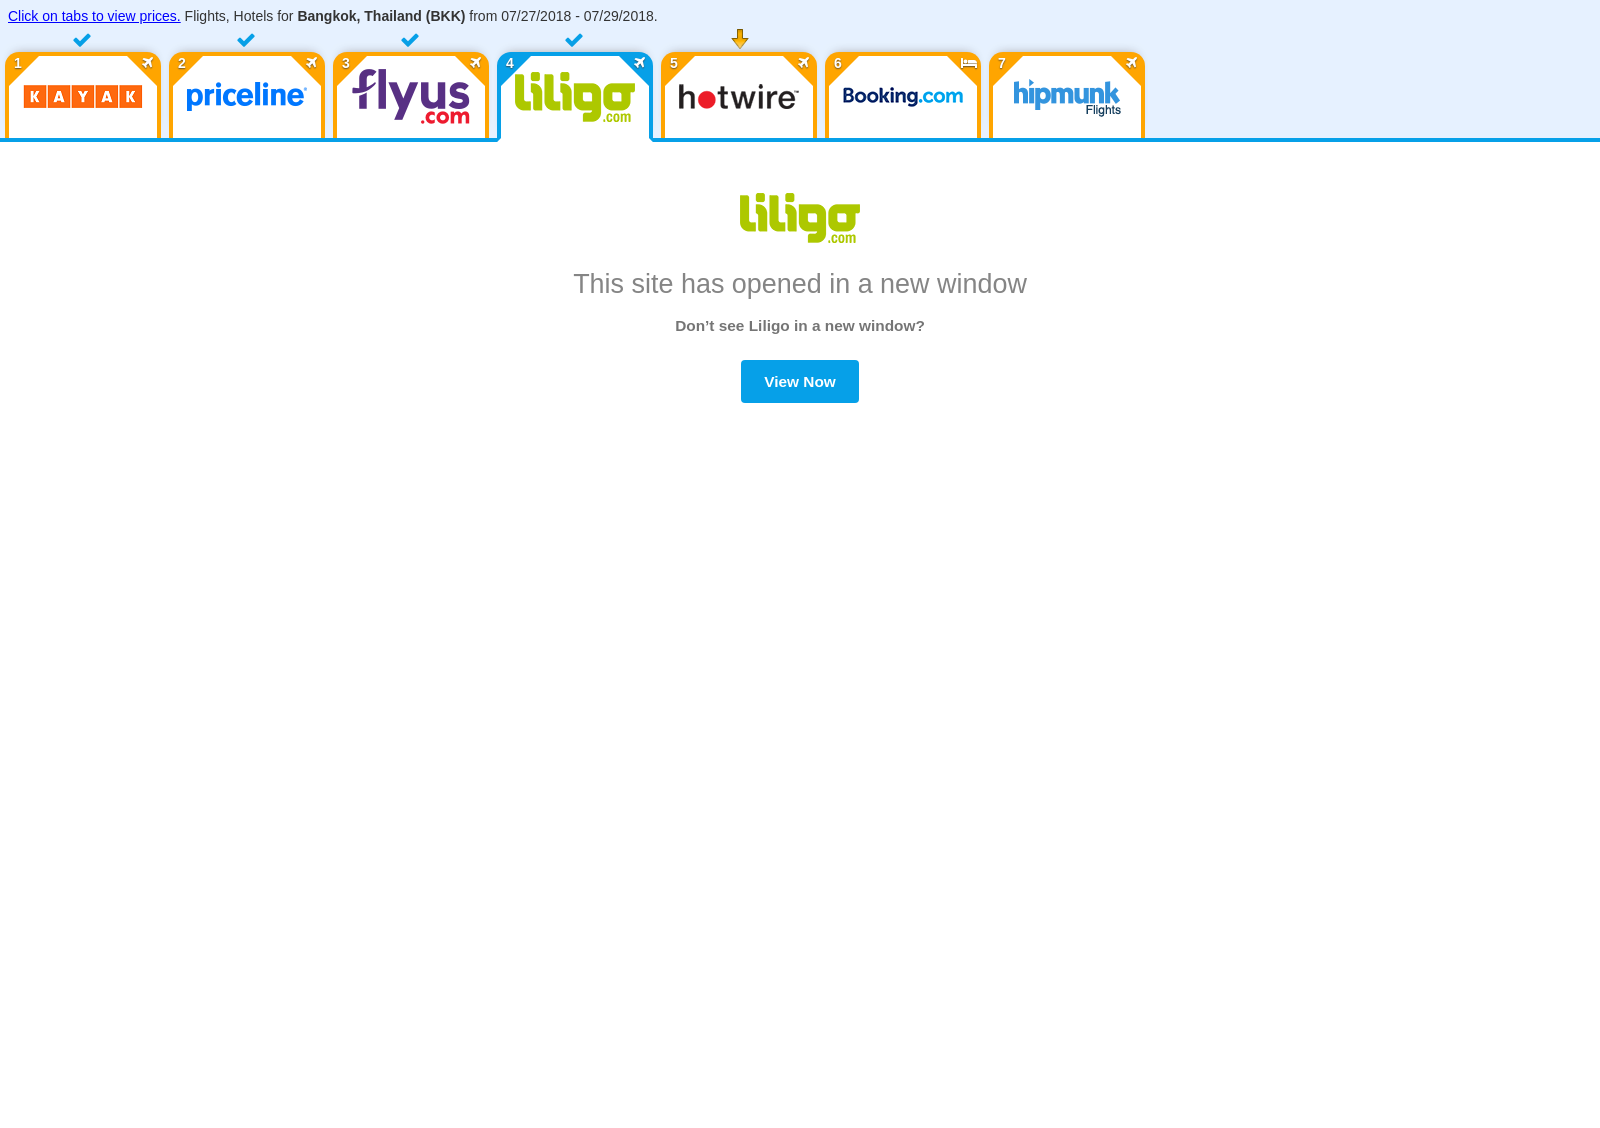 Click on tabs to view prices. Flights, Hotels for Bangkok, Thailand (BKK) from 07/27/2018 - 07/29/2018.
1 KAYAK
2 priceline
3 flyus.com
4 liligo.com
5 hotwire™
6 Booking.com
7 hipmunk Flights
liligo.com
This site has opened in a new window
Don’t see Liligo in a new window?
View Now